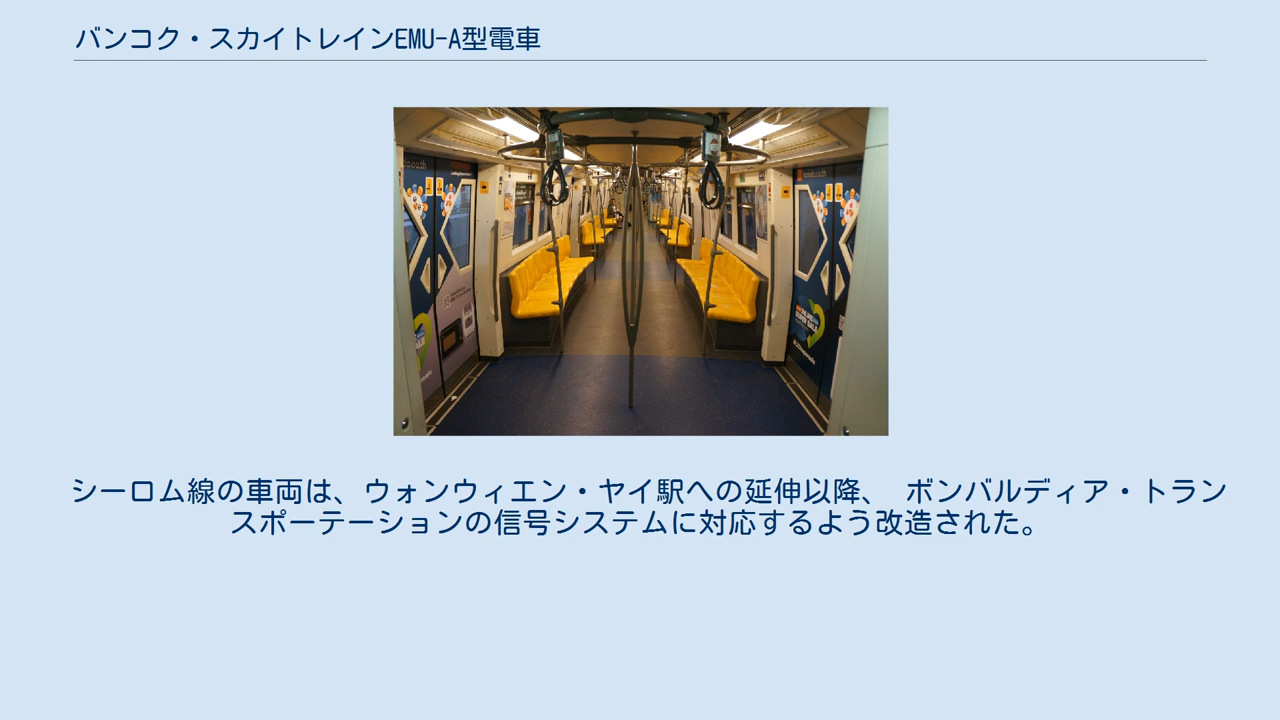 バンコク・スカイトレインEMU-A型電車
シーロム線の車両は、ウォンウィエン・ヤイ駅への延伸以降、 ボンバルディア・トラン
スポーテーションの信号システムに対応するよう改造された。